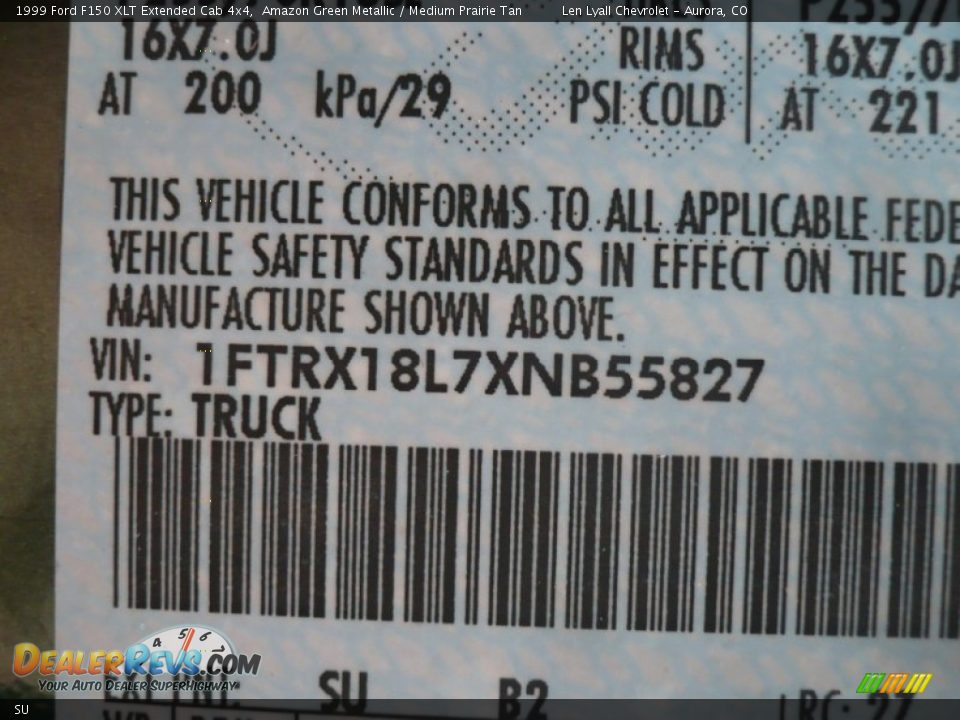 1999 Ford F150 XLT Extended Cab 4x4, Amazon Green Metallic / Medium Prairie Tan Len Lyall Chevrolet - Aurora, CO
16X7.0J RIMS 16X7.0J
AT 200 kPa/29 PSI COLD AT 221
THIS VEHICLE CONFORMS TO ALL APPLICABLE FEDE
VEHICLE SAFETY STANDARDS IN EFFECT ON THE DA
MANUFACTURE SHOWN ABOVE.
VIN: 1FTRX18L7XNB55827
TYPE: TRUCK
4 5 6
DEALERREVS.COM
YOUR AUTO DEALER SUPERHIGHWAY
SU B2
SU